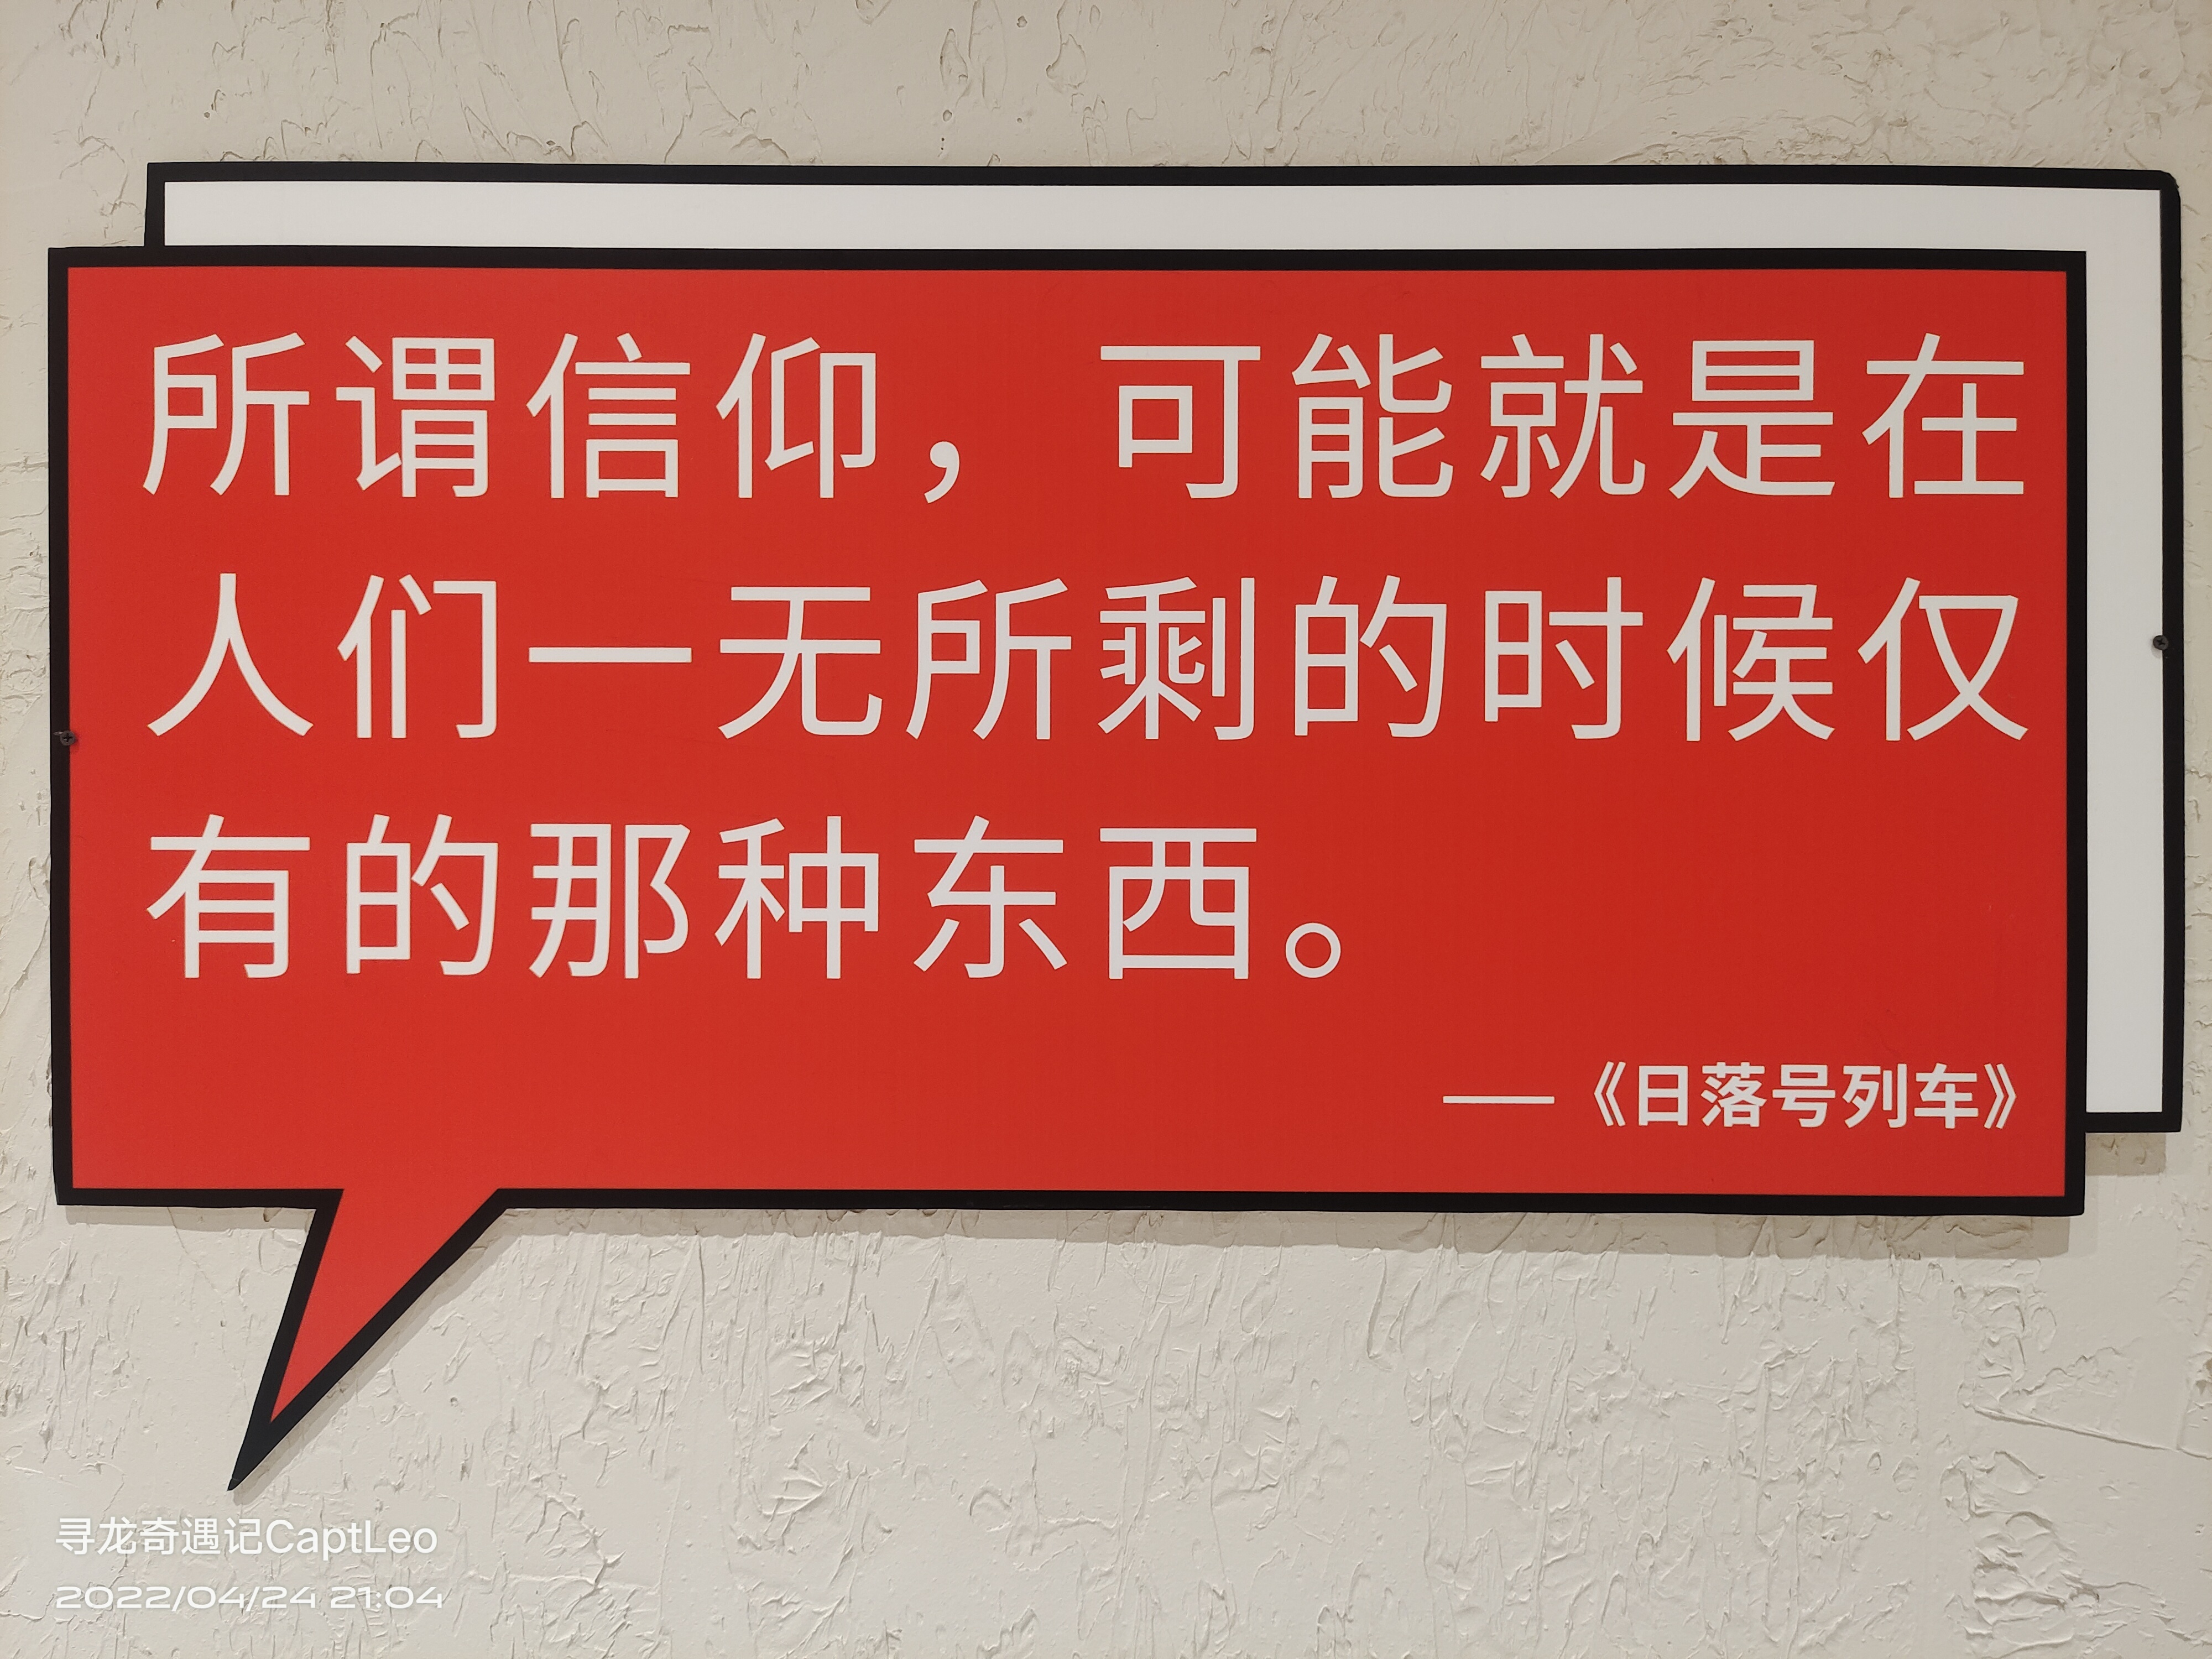 所谓信仰，可能就是在
人们一无所剩的时候仅
有的那种东西。
——《日落号列车》
寻龙奇遇记CaptLeo
2022/04/24 21:04